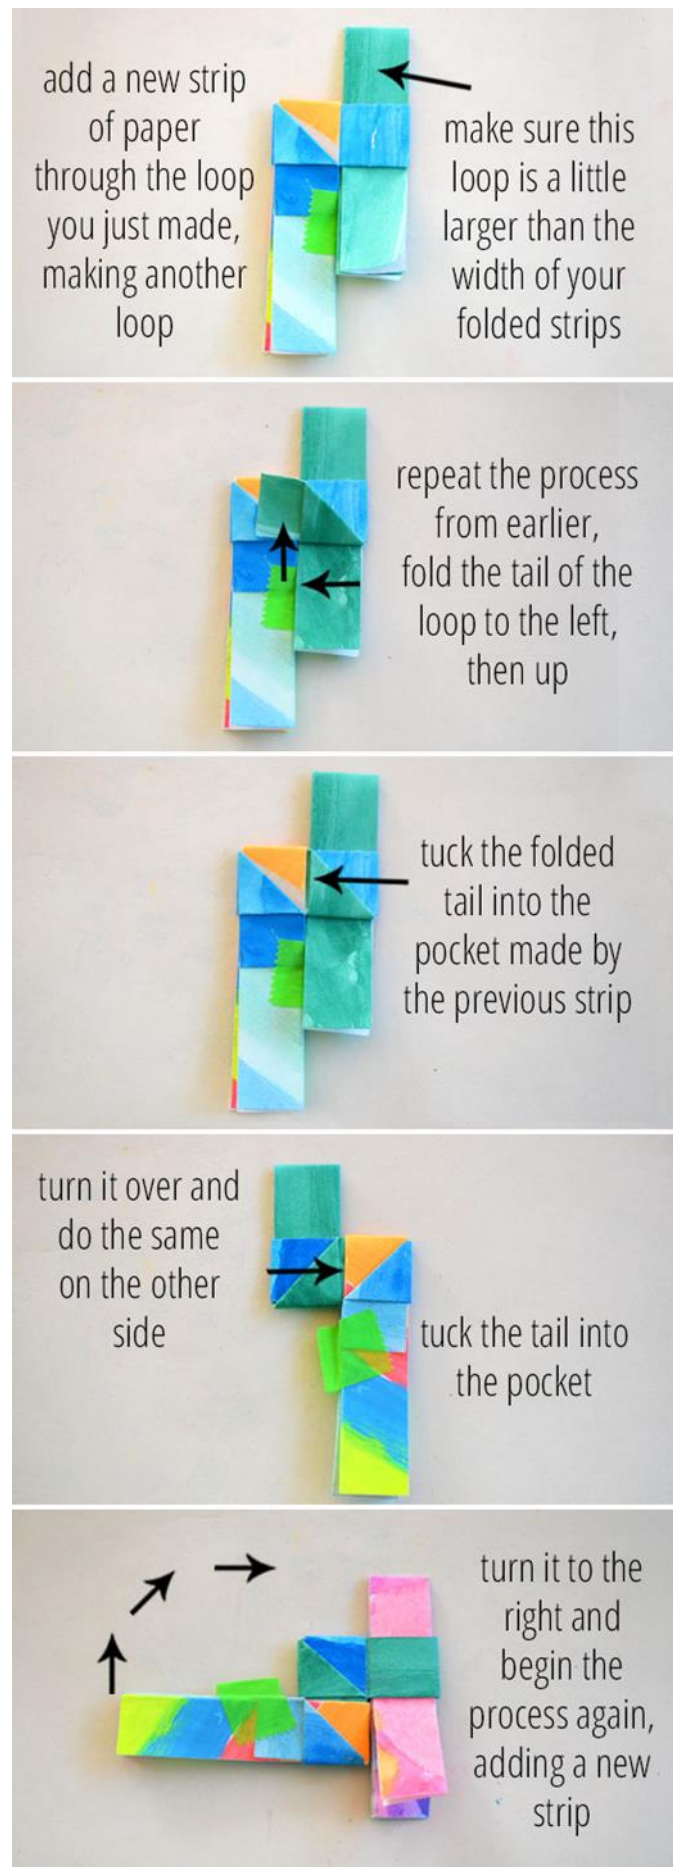 add a new strip
of paper
through the loop
you just made,
making another
loop
make sure this
loop is a little
larger than the
width of your
folded strips
repeat the process
from earlier,
fold the tail of the
loop to the left,
then up
tuck the folded
tail into the
pocket made by
the previous strip
turn it over and
do the same
on the other
side
tuck the tail into
the pocket
turn it to the
right and
begin the
process again,
adding a new
strip